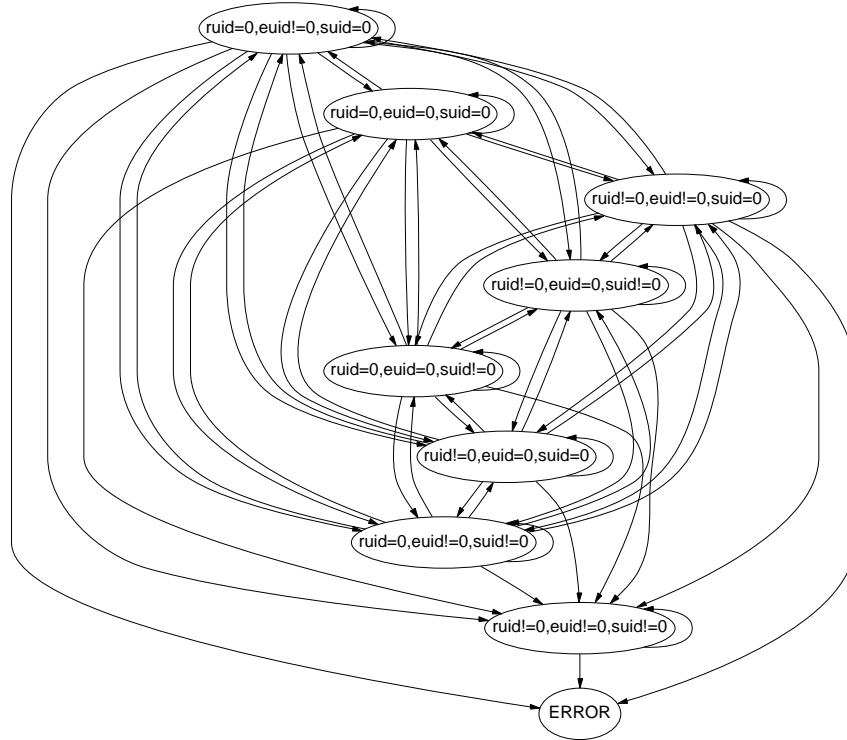 ruid=0,euid!=0,suid=0
ruid=0,euid=0,suid=0
ruid!=0,euid!=0,suid=0
ruid!=0,euid=0,suid!=0
ruid=0,euid=0,suid!=0
ruid!=0,euid=0,suid=0
ruid=0,euid!=0,suid!=0
ruid!=0,euid!=0,suid!=0
ERROR